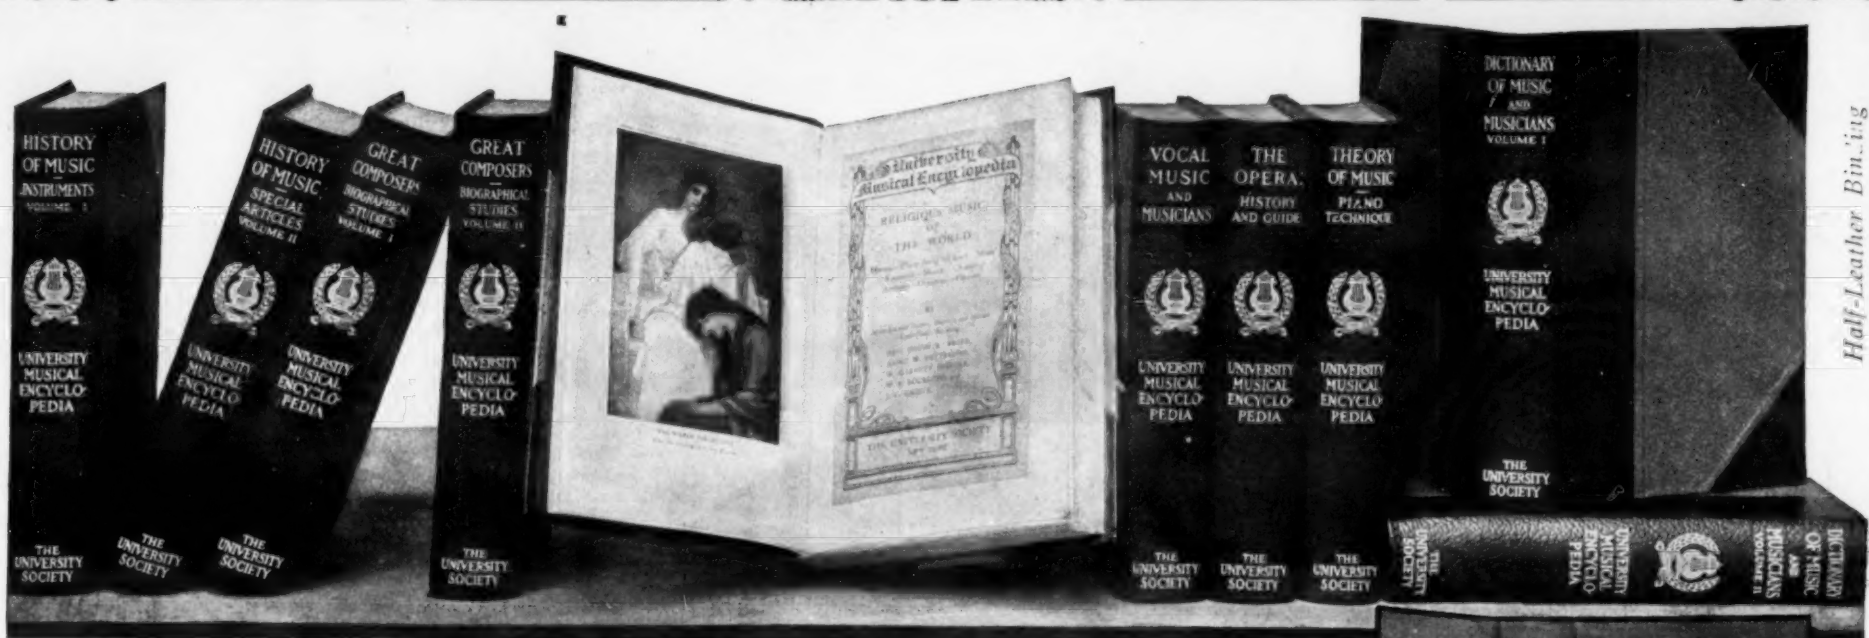 HISTORY
OF MUSIC
INSTRUMENTS
VOLUME I
UNIVERSITY
MUSICAL
ENCYCLO-
PEDIA
THE
UNIVERSITY
SOCIETY
HISTORY
OF MUSIC
SPECIAL
ARTICLES
VOLUME II
UNIVERSITY
MUSICAL
ENCYCLO-
PEDIA
THE
UNIVERSITY
SOCIETY
GREAT
COMPOSERS
BIOGRAPHICAL
STUDIES
VOLUME I
UNIVERSITY
MUSICAL
ENCYCLO-
PEDIA
THE
UNIVERSITY
SOCIETY
GREAT
COMPOSERS
BIOGRAPHICAL
STUDIES
VOLUME II
UNIVERSITY
MUSICAL
ENCYCLO-
PEDIA
THE
UNIVERSITY
SOCIETY
University
Musical Encyclopedia
RELIGIOUS MUSIC
OF
THE WORLD
By
THE UNIVERSITY SOCIETY
NEW YORK
VOCAL
MUSIC
AND
MUSICIANS
UNIVERSITY
MUSICAL
ENCYCLO-
PEDIA
THE
UNIVERSITY
SOCIETY
THE
OPERA
HISTORY
AND GUIDE
UNIVERSITY
MUSICAL
ENCYCLO-
PEDIA
THE
UNIVERSITY
SOCIETY
THEORY
OF MUSIC
PIANO
TECHNIQUE
UNIVERSITY
MUSICAL
ENCYCLO-
PEDIA
THE
UNIVERSITY
SOCIETY
DICTIONARY
OF MUSIC
AND
MUSICIANS
VOLUME I
UNIVERSITY
MUSICAL
ENCYCLO-
PEDIA
THE
UNIVERSITY
SOCIETY
DICTIONARY
OF MUSIC
AND
MUSICIANS
VOLUME II
UNIVERSITY
MUSICAL
ENCYCLO-
PEDIA
THE
UNIVERSITY
SOCIETY
Half-Leather Binding